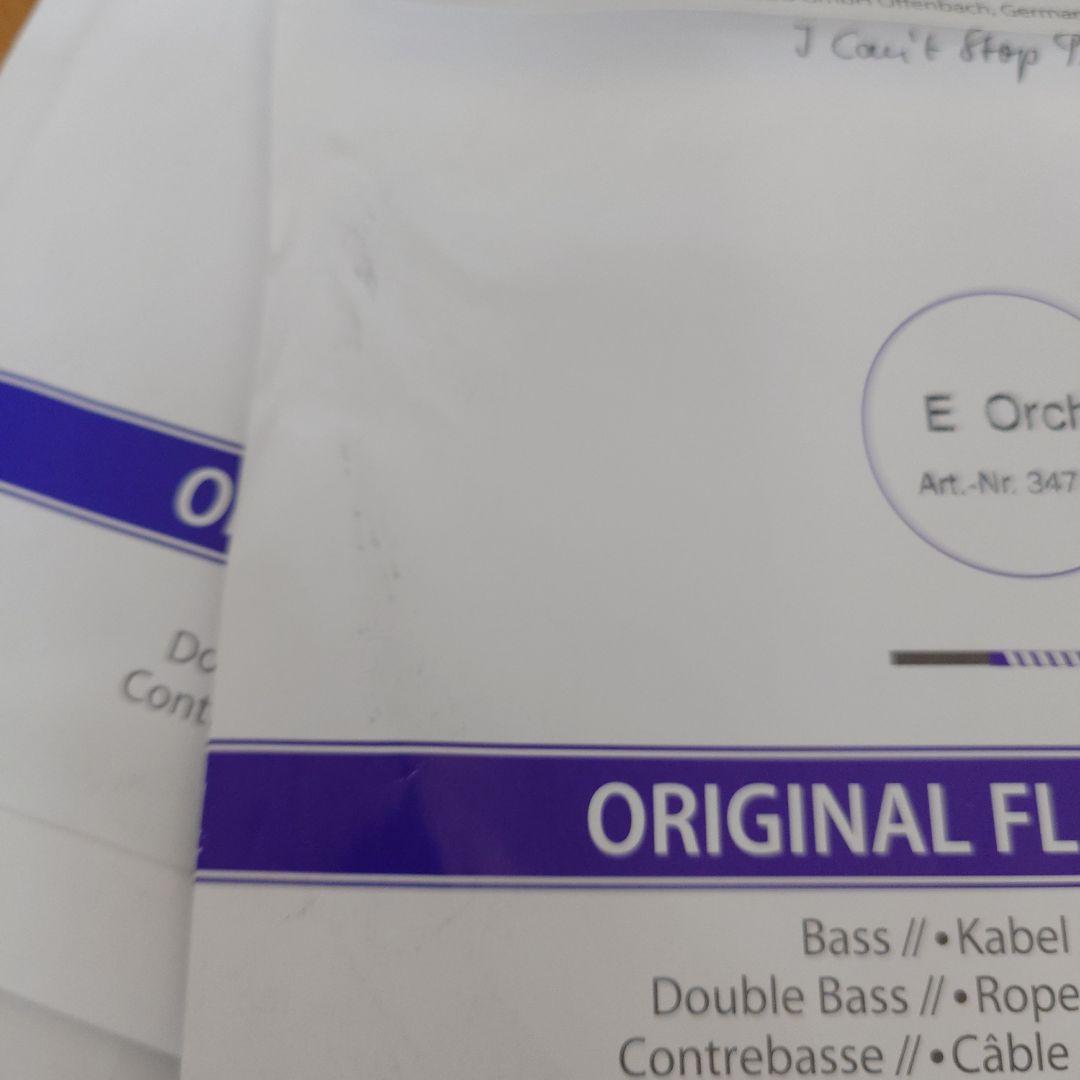 Offenbach, German
I Can't Stop
E Orch
Art.-Nr. 347
O
Do
Cont
ORIGINAL FL
Bass // • Kabel
Double Bass // • Rope
Contrebasse // • Câble